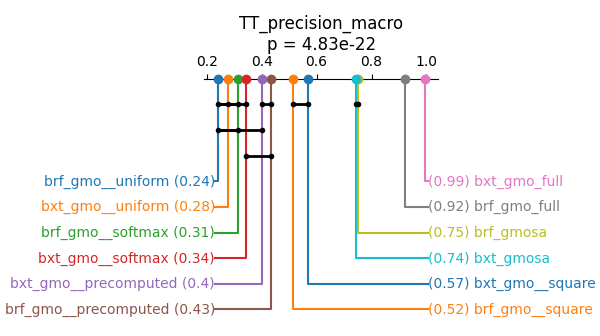 TT_precision_macro
p = 4.83e-22
0.2 0.4 0.6 0.8 1.0
brf_gmo__uniform (0.24) (0.99) bxt_gmo_full
bxt_gmo__uniform (0.28) (0.92) brf_gmo_full
brf_gmo__softmax (0.31) (0.75) brf_gmosa
bxt_gmo__softmax (0.34) (0.74) bxt_gmosa
bxt_gmo__precomputed (0.4) (0.57) bxt_gmo__square
brf_gmo__precomputed (0.43) (0.52) brf_gmo__square